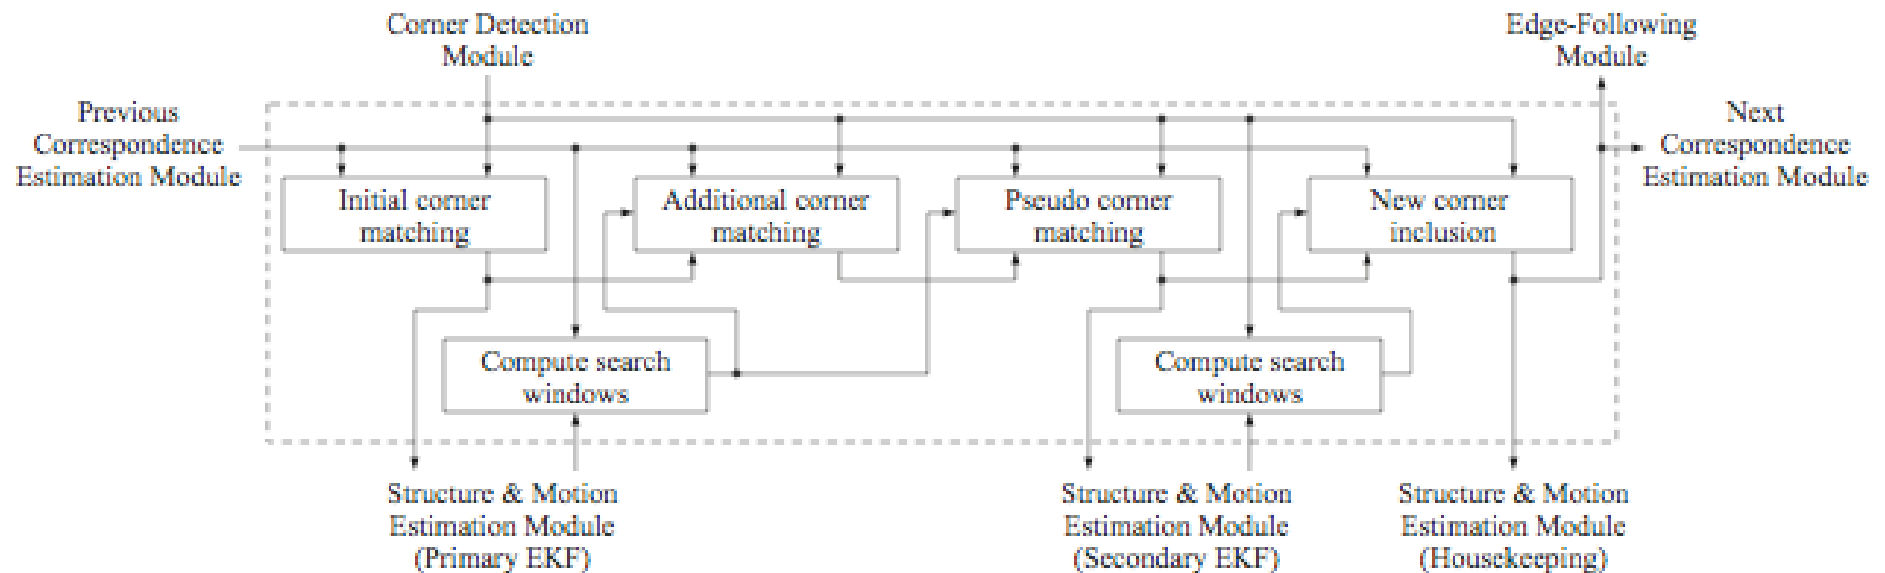 Corner Detection
Module
Edge-Following
Module
Previous
Correspondence
Estimation Module
Next
Correspondence
Estimation Module
Initial corner
matching
Additional corner
matching
Pseudo corner
matching
New corner
inclusion
Compute search
windows
Compute search
windows
Structure & Motion
Estimation Module
(Primary EKF)
Structure & Motion
Estimation Module
(Secondary EKF)
Structure & Motion
Estimation Module
(Housekeeping)